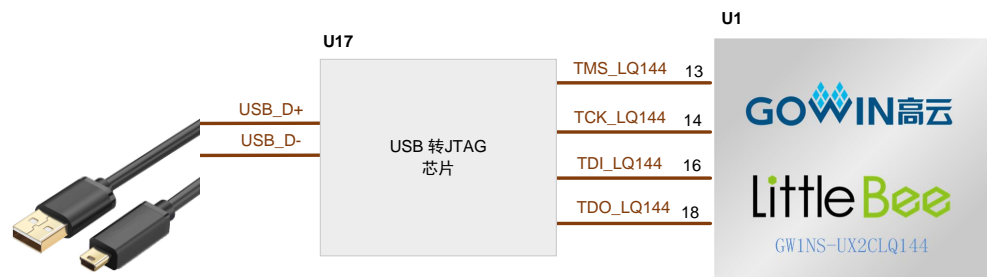 U1
U17
TMS_LQ144 13
USB_D+
TCK_LQ144 14
USB_D-
USB 转JTAG
芯片
TDI_LQ144 16
TDO_LQ144 18
GOWIN高云
LittleBee
GW1NS-UX2CLQ144